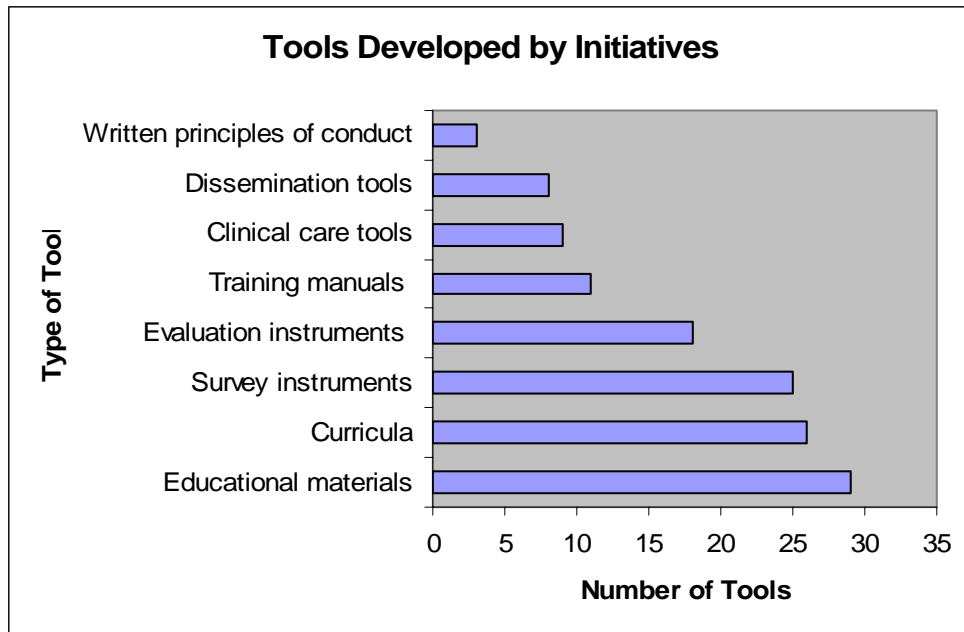 Tools Developed by Initiatives
Written principles of conduct
Dissemination tools
Clinical care tools
Training manuals
Evaluation instruments
Survey instruments
Curricula
Educational materials
Type of Tool
0 5 10 15 20 25 30 35
Number of Tools